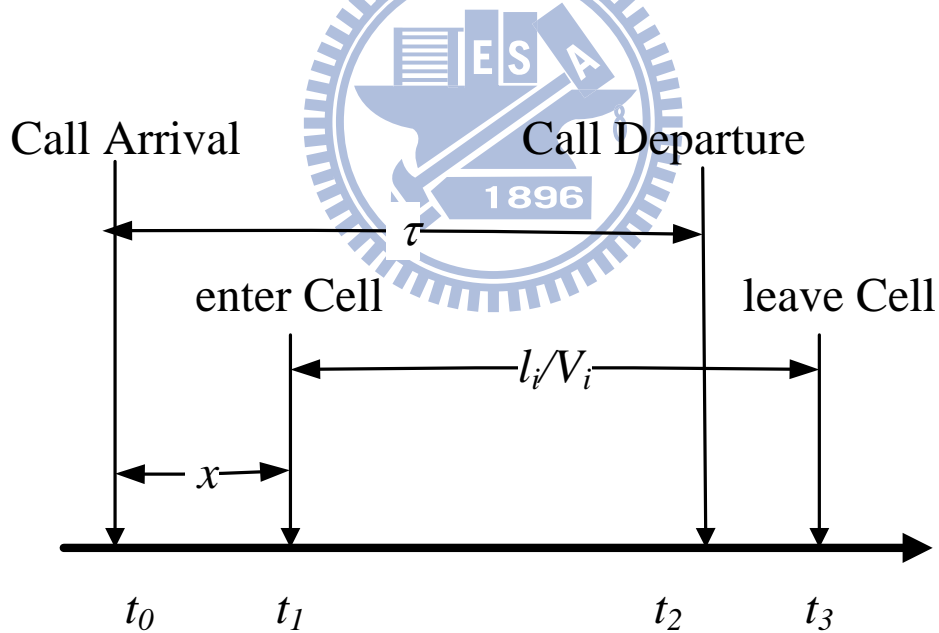 E S A
Call Arrival
Call Departure
1896
τ
enter Cell
leave Cell
l_i/V_i
x
t_0
t_1
t_2
t_3